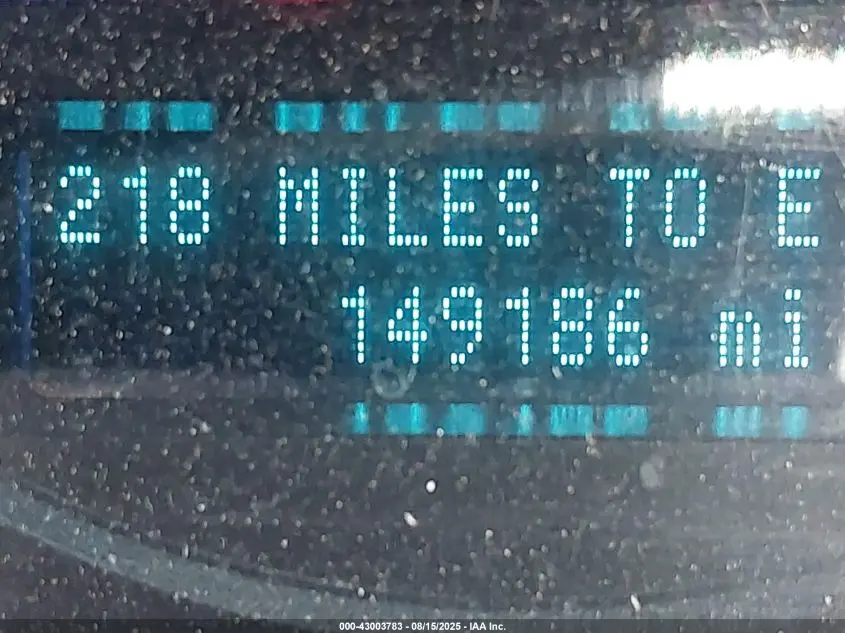 218 MILES TO E
149186 mi
000-43003783 - 08/15/2025 - IAA Inc.